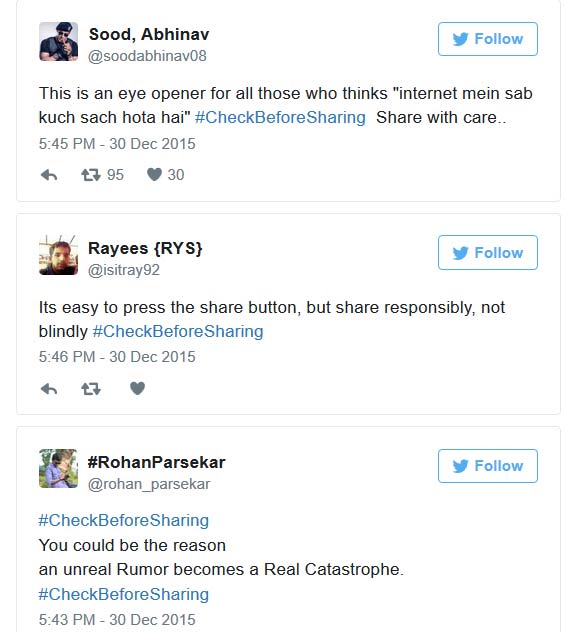 Sood, Abhinav
@soodabhinav08
Follow
This is an eye opener for all those who thinks "internet mein sab
kuch sach hota hai" #CheckBeforeSharing Share with care..
5:45 PM - 30 Dec 2015
95 30
Rayees {RYS}
@isitray92
Follow
Its easy to press the share button, but share responsibly, not
blindly #CheckBeforeSharing
5:46 PM - 30 Dec 2015
#RohanParsekar
@rohan_parsekar
Follow
#CheckBeforeSharing
You could be the reason
an unreal Rumor becomes a Real Catastrophe.
#CheckBeforeSharing
5:43 PM - 30 Dec 2015